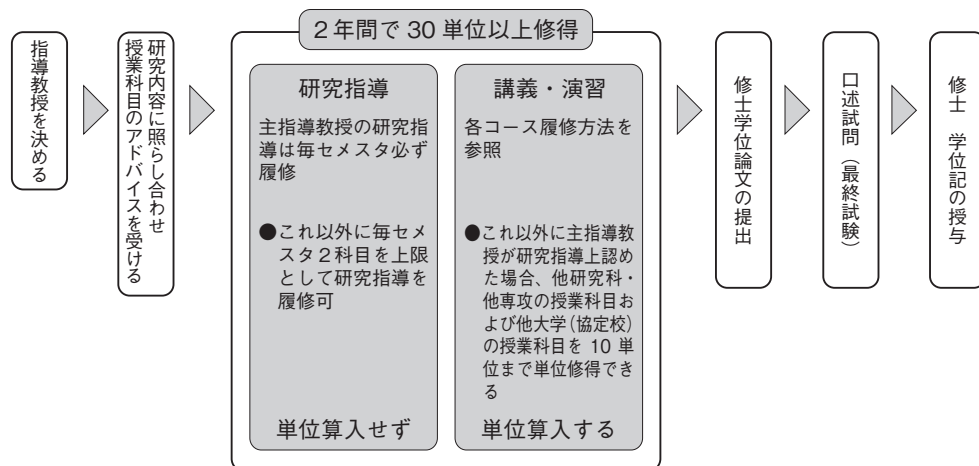 指導教授を決める
研究内容に照らし合わせ
授業科目のアドバイスを受ける
2年間で 30 単位以上修得
研究指導
主指導教授の研究指
導は毎セメスタ必ず
履修
●これ以外に毎セメ
スタ2科目を上限
として研究指導を
履修可
単位算入せず
講義・演習
各コース履修方法を
参照
●これ以外に主指導教
授が研究指導上認め
た場合、他研究科・
他専攻の授業科目お
よび他大学(協定校)
の授業科目を 10 単
位まで単位修得でき
る
単位算入する
修士学位論文の提出
口述試問(最終試験)
修士 学位記の授与